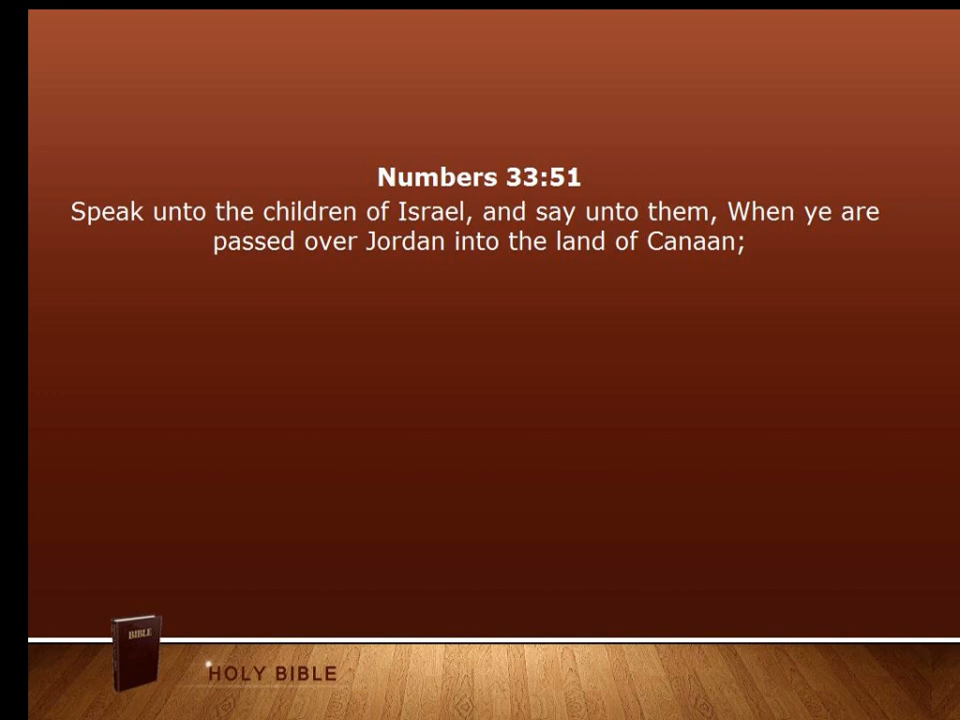 Numbers 33:51
Speak unto the children of Israel, and say unto them, When ye are
passed over Jordan into the land of Canaan;
BIBLE
HOLY BIBLE